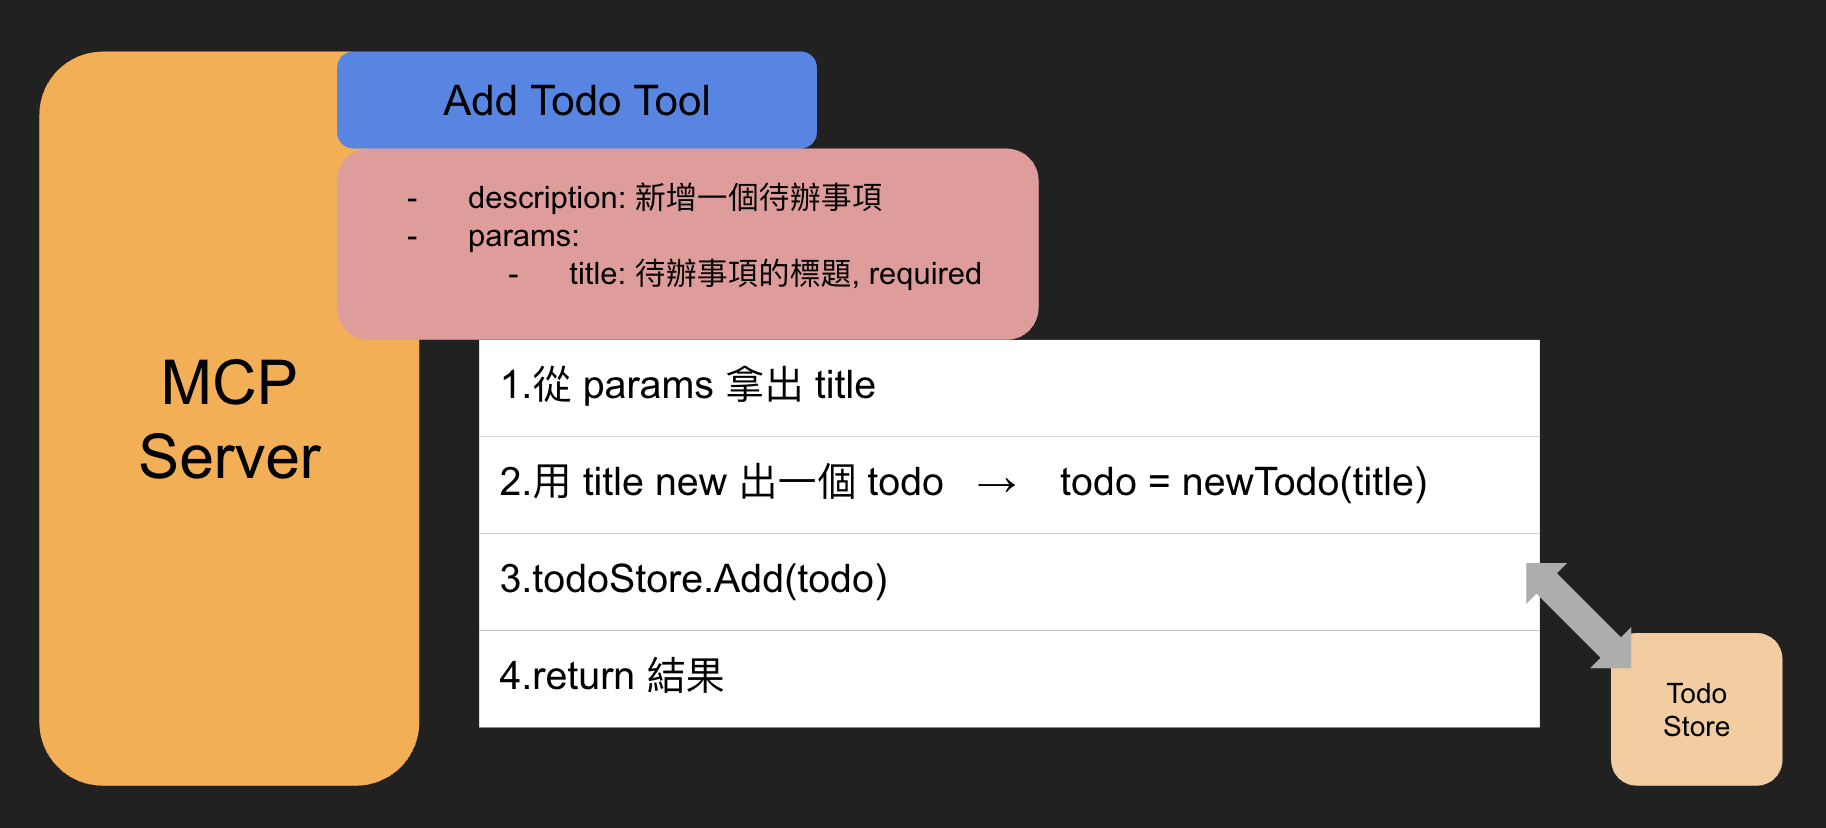 Add Todo Tool
- description: 新增一個待辦事項
- params:
- title: 待辦事項的標題, required
MCP
Server
1.從 params 拿出 title
2.用 title new 出一個 todo → todo = newTodo(title)
3.todoStore.Add(todo)
4.return 結果
Todo
Store